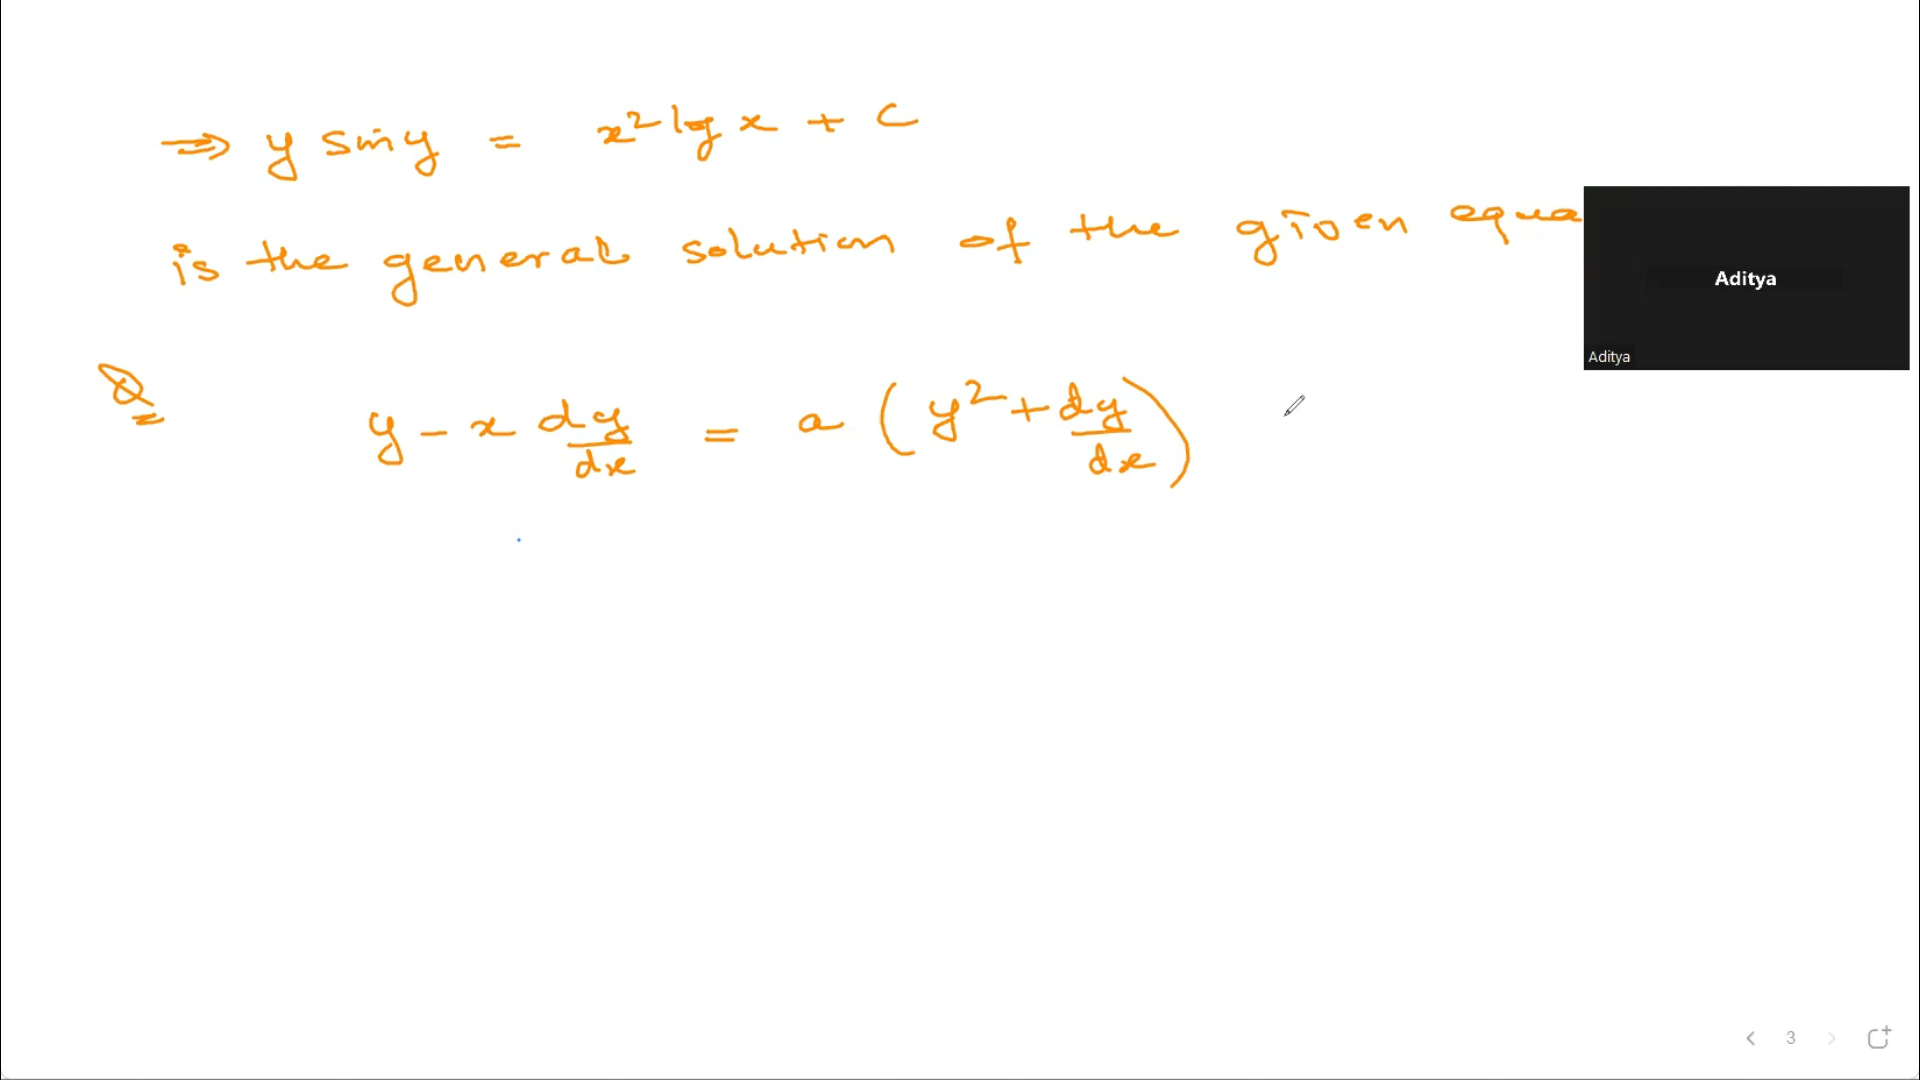 ⇒ y sin y = x² log x + c
is the general solution of the given equa
Aditya
Aditya
Q y - x dy/dx = a (y² + dy/dx)
3